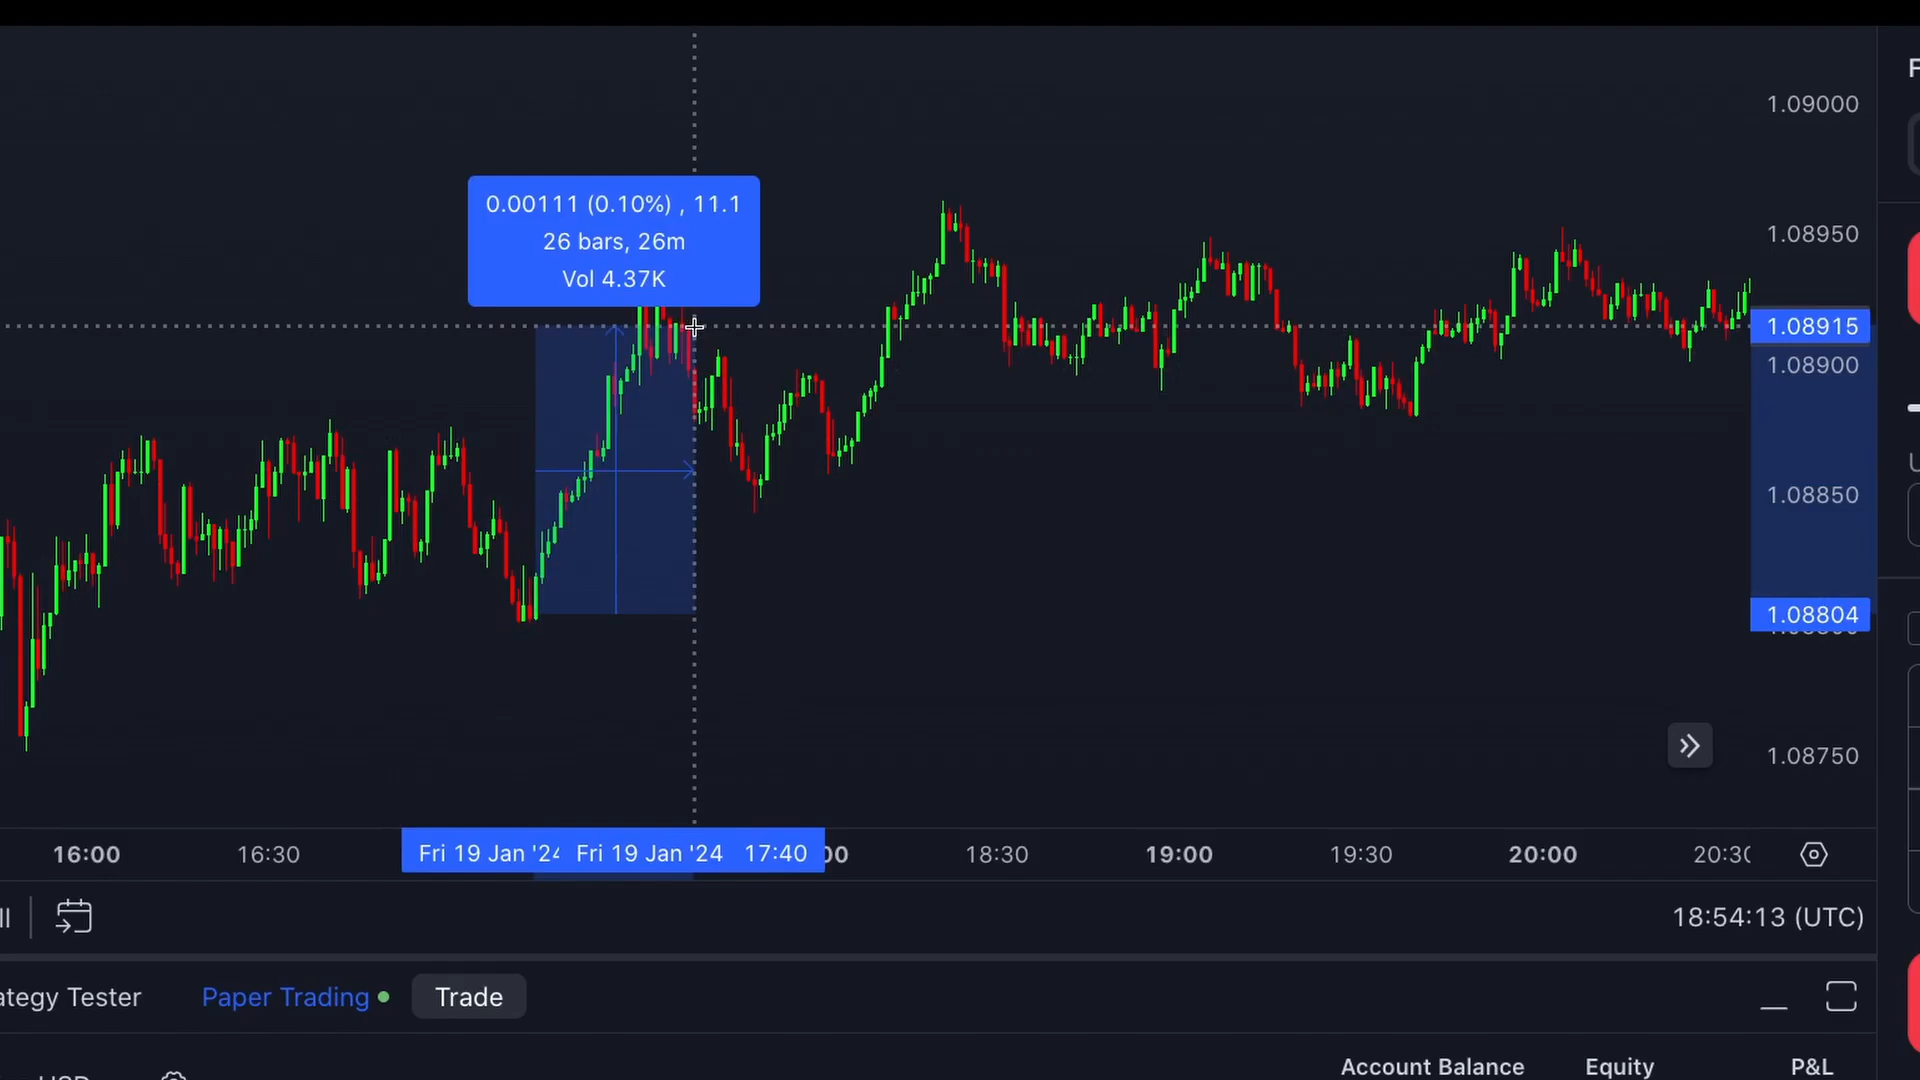 F
1.09000
0.00111 (0.10%) , 11.1
26 bars, 26m
Vol 4.37K
1.08950
1.08915
1.08900
1.08850
1.08804
1.08750
16:00 16:30 Fri 19 Jan '24 Fri 19 Jan '24 17:40 00 18:30 19:00 19:30 20:00 20:30
18:54:13 (UTC)
ategy Tester Paper Trading Trade
Account Balance Equity P&L